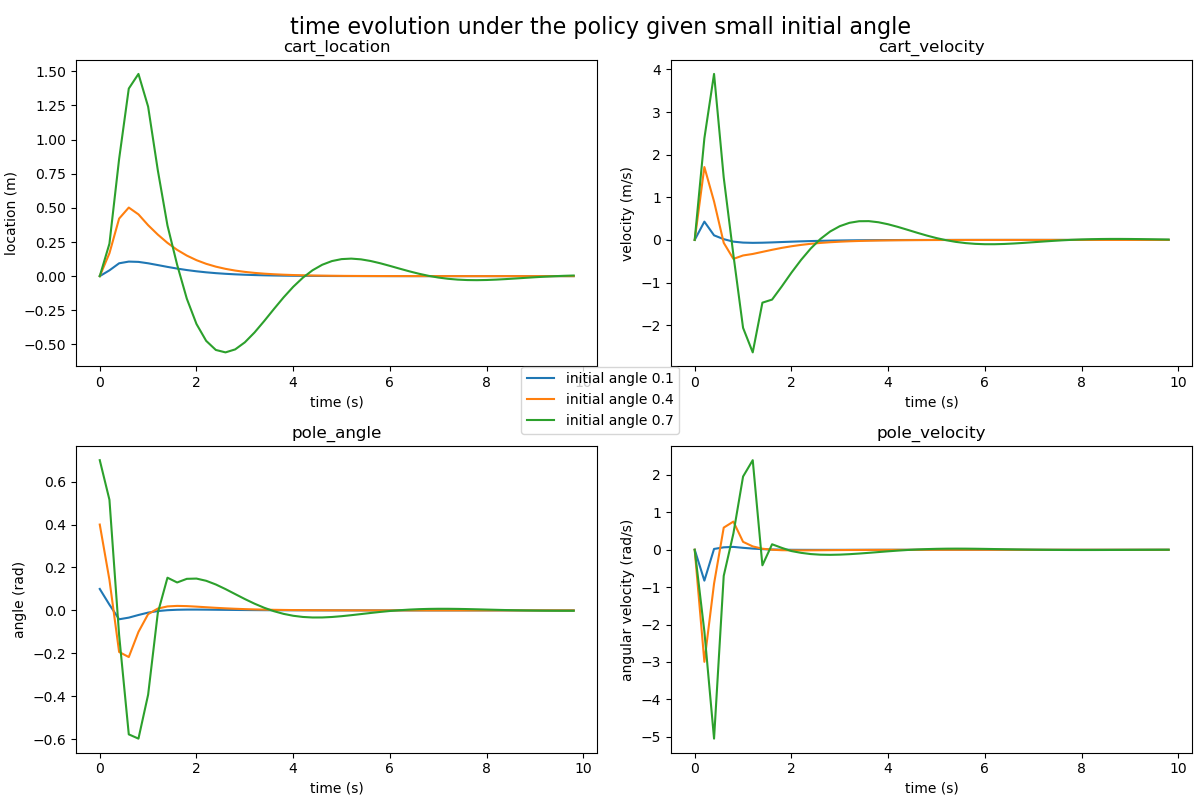 time evolution under the policy given small initial angle
cart_location
location (m)
1.50
1.25
1.00
0.75
0.50
0.25
0.00
−0.25
−0.50
0 2 4 6 8 10
time (s)
cart_velocity
velocity (m/s)
4
3
2
1
0
−1
−2
0 2 4 6 8 10
time (s)
initial angle 0.1
initial angle 0.4
initial angle 0.7
pole_angle
angle (rad)
0.6
0.4
0.2
0.0
−0.2
−0.4
−0.6
0 2 4 6 8 10
time (s)
pole_velocity
angular velocity (rad/s)
2
1
0
−1
−2
−3
−4
−5
0 2 4 6 8 10
time (s)